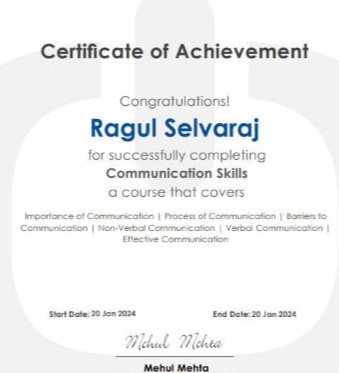 Certificate of Achievement
Congratulations!
Ragul Selvaraj
for successfully completing
Communication Skills
a course that covers
Importance of Communication | Process of Communication | Barriers to
Communication | Non-Verbal Communication | Verbal Communication |
Effective Communication
Start Date: 20 Jan 2024 End Date: 20 Jan 2024
Mehul Mehta
Mehul Mehta